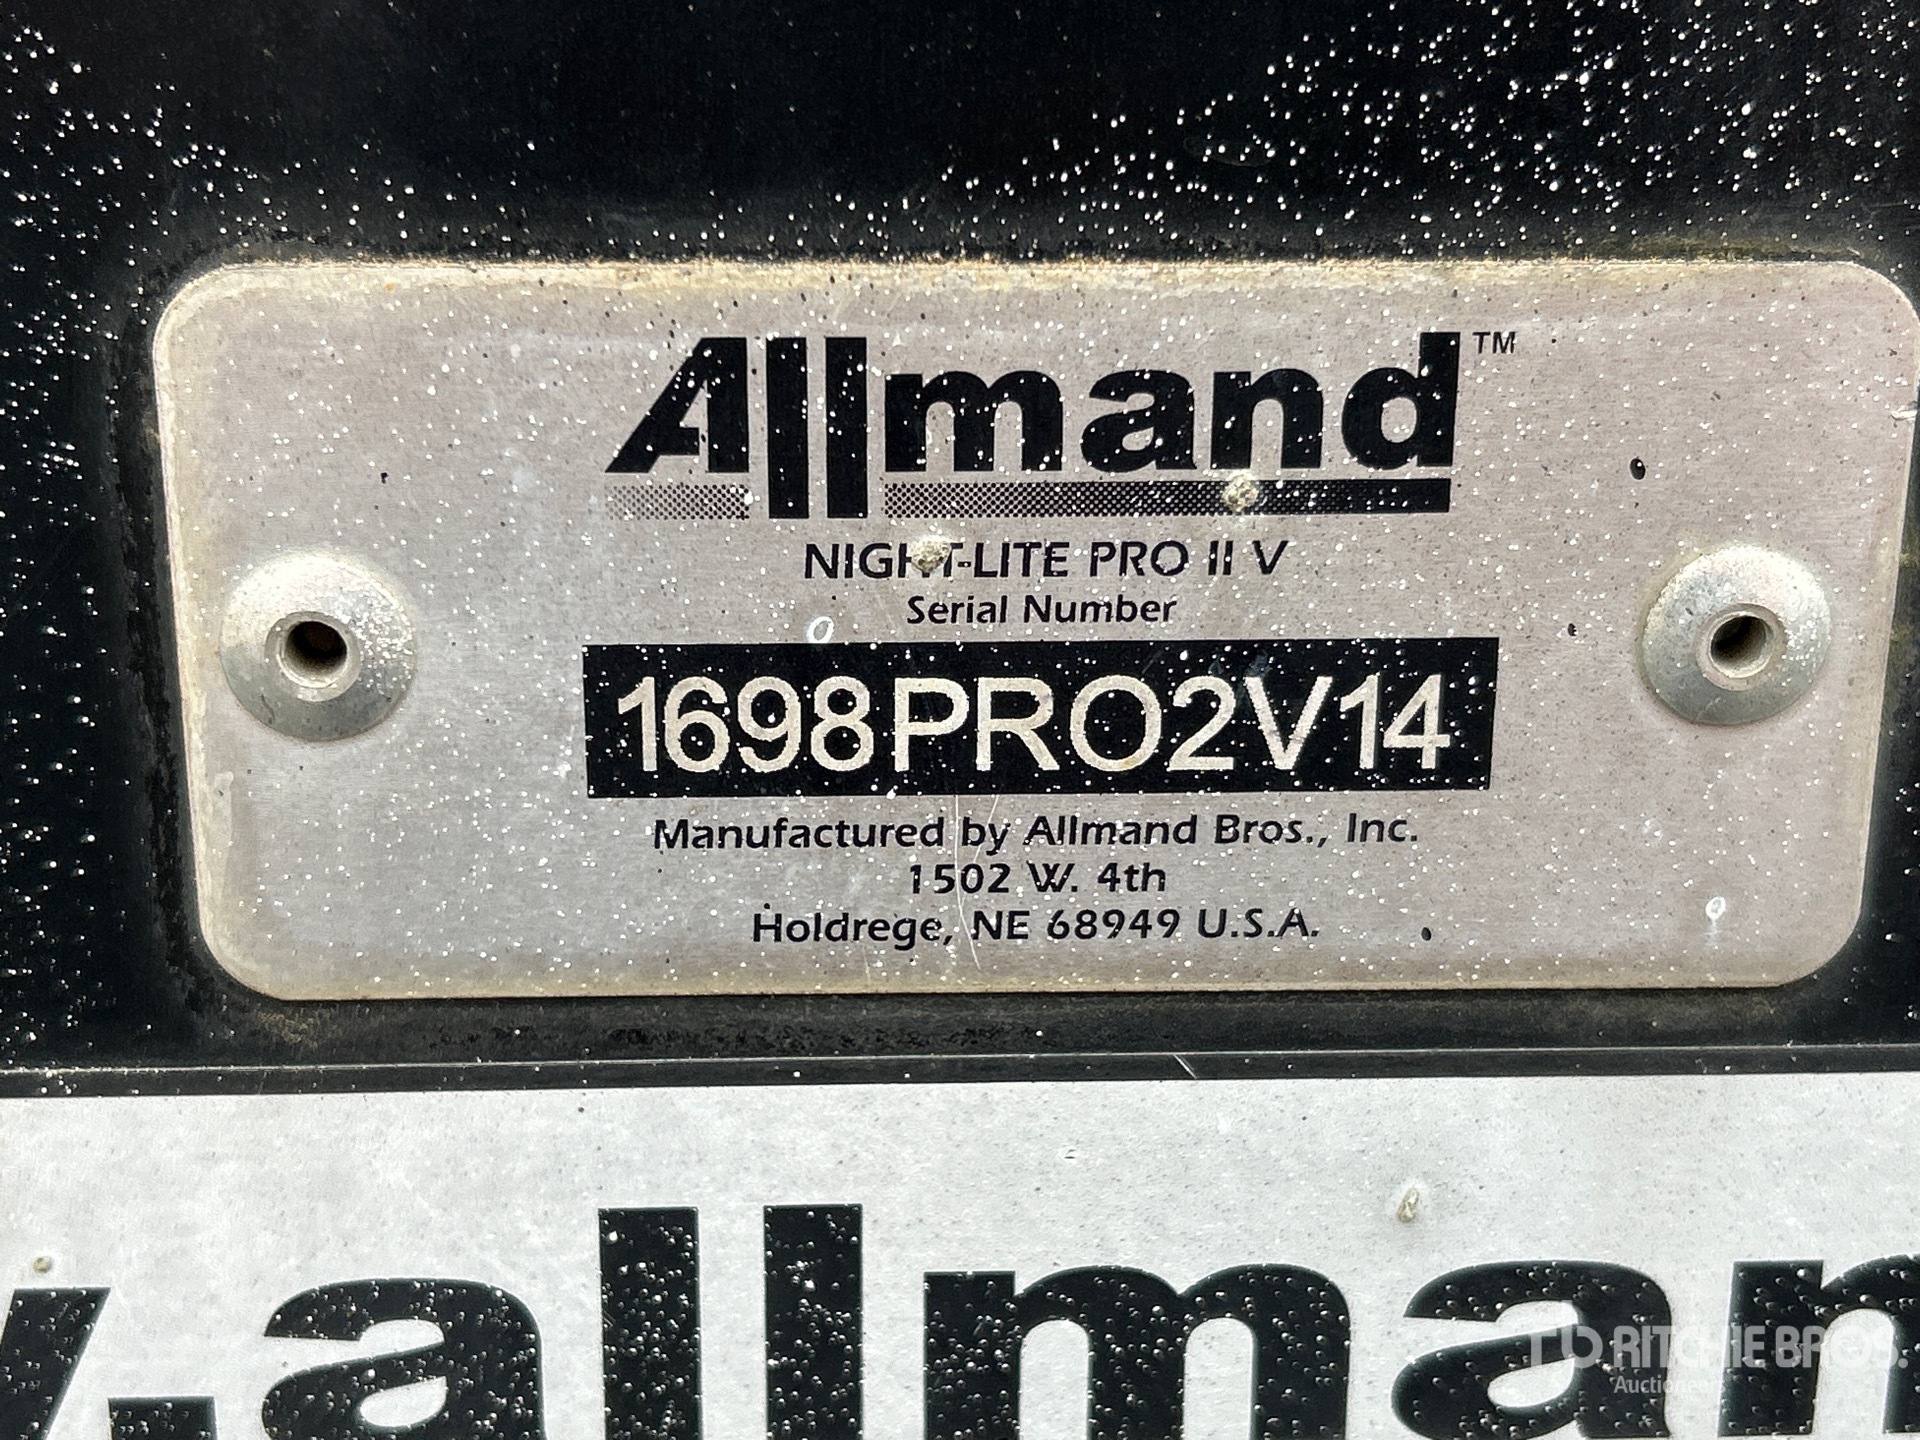 Allmand™
NIGHT-LITE PRO II V
Serial Number
1698PRO2V14
Manufactured by Allmand Bros., Inc.
1502 W. 4th
Holdrege, NE 68949 U.S.A.
.allman
RITCHIE BROS.
Auctioneers